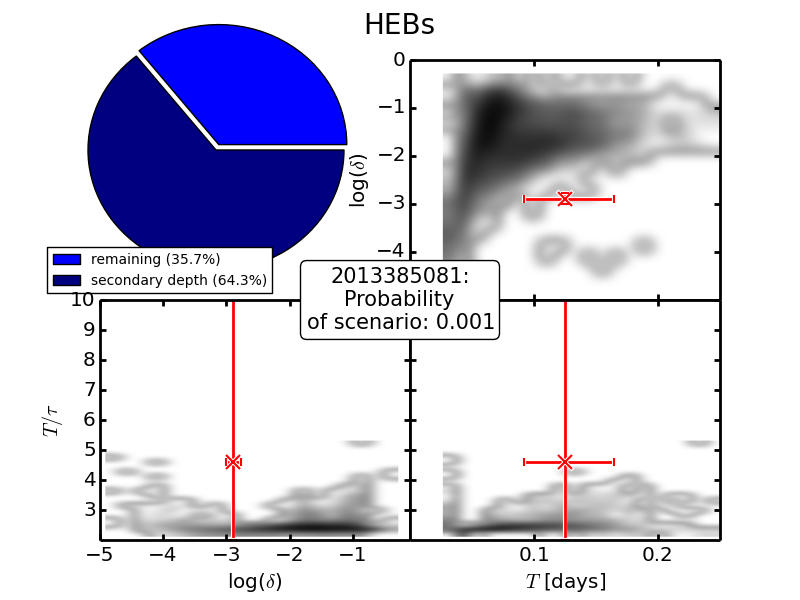 HEBs
remaining (35.7%)
secondary depth (64.3%)
log(δ)
0
−1
−2
−3
−4
2013385081:
Probability
of scenario: 0.001
T/τ
10
9
8
7
6
5
4
3
−5 −4 −3 −2 −1
log(δ)
0.1 0.2
T [days]